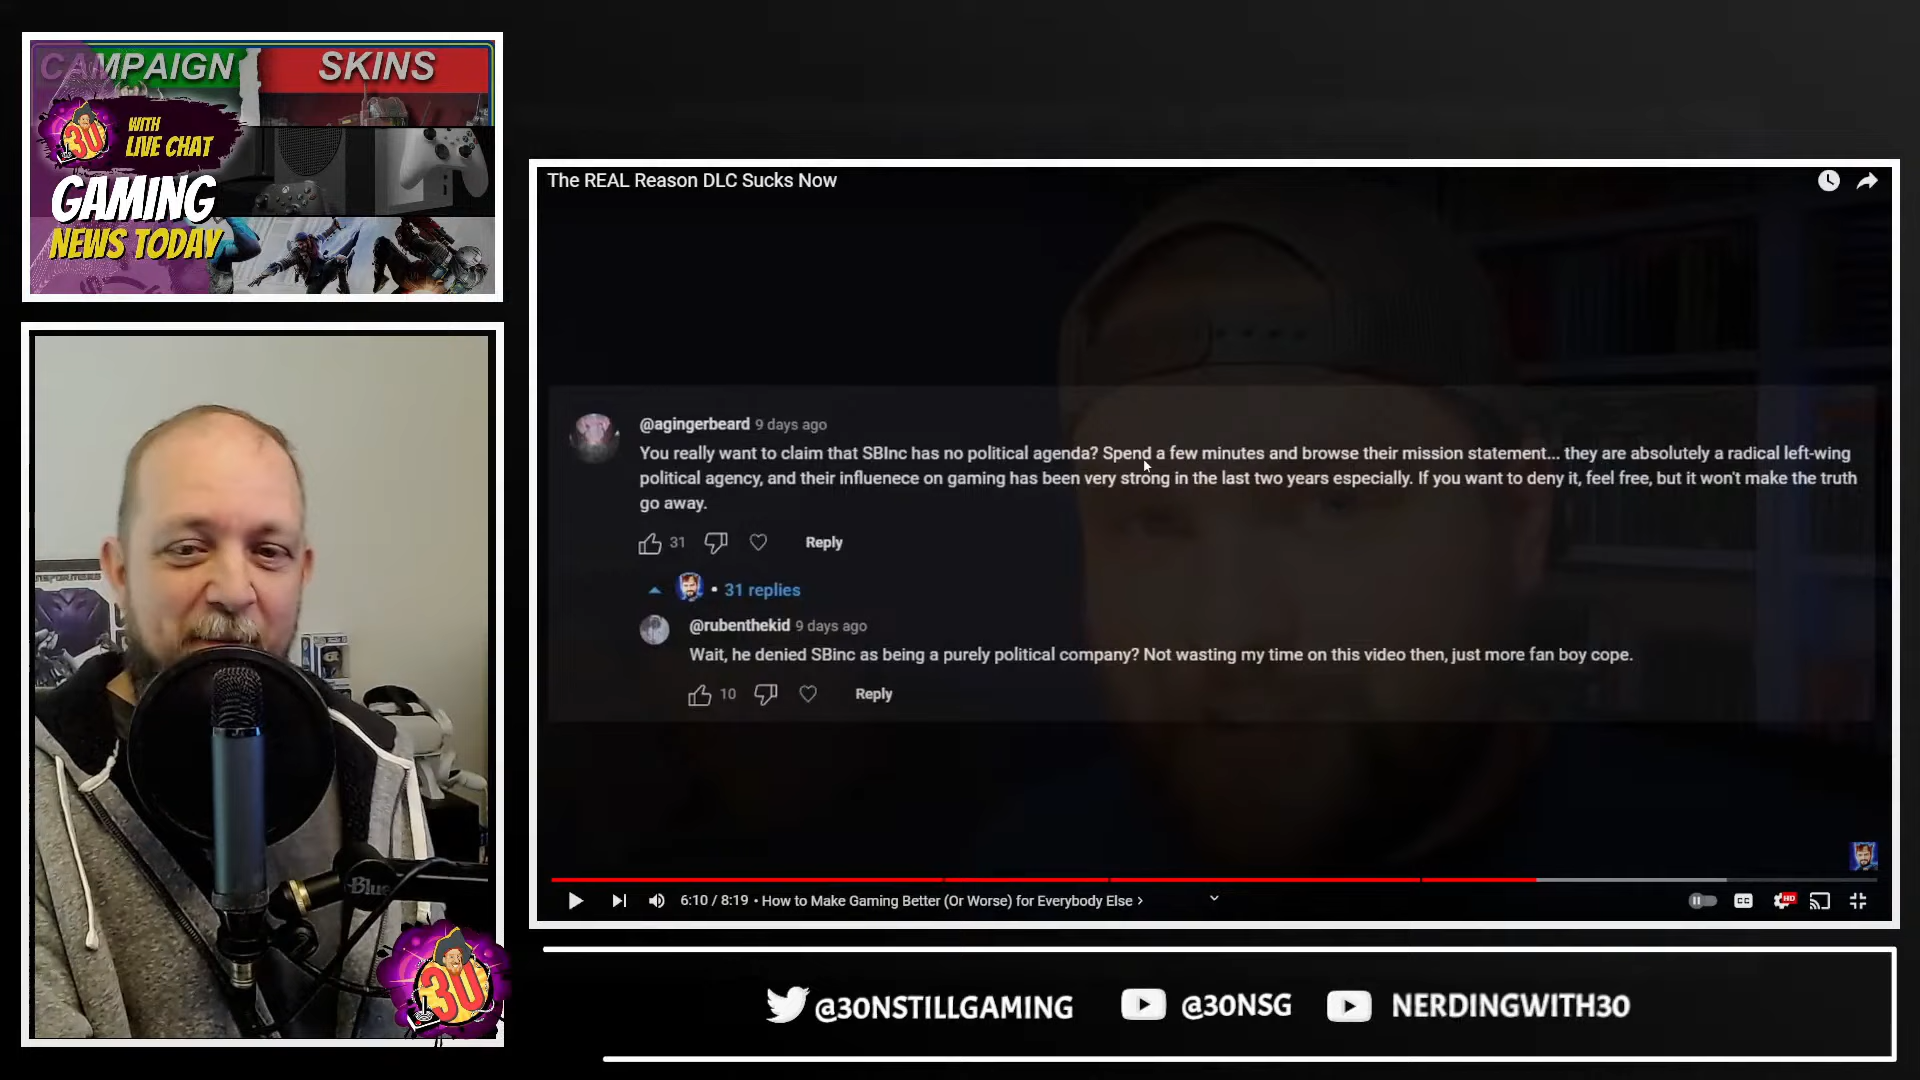 CAMPAIGN SKINS
30 WITH
LIVE CHAT
GAMING
NEWS TODAY
The REAL Reason DLC Sucks Now
@agingerbeard 9 days ago
You really want to claim that SBInc has no political agenda? Spend a few minutes and browse their mission statement... they are absolutely a radical left-wing
political agency, and their influenece on gaming has been very strong in the last two years especially. If you want to deny it, feel free, but it won't make the truth
go away.
31 Reply
• 31 replies
@rubenthekid 9 days ago
Wait, he denied SBinc as being a purely political company? Not wasting my time on this video then, just more fan boy cope.
10 Reply
6:10 / 8:19 • How to Make Gaming Better (Or Worse) for Everybody Else >
CC HD
Blue
30
@30NSTILLGAMING @30NSG NERDINGWITH30